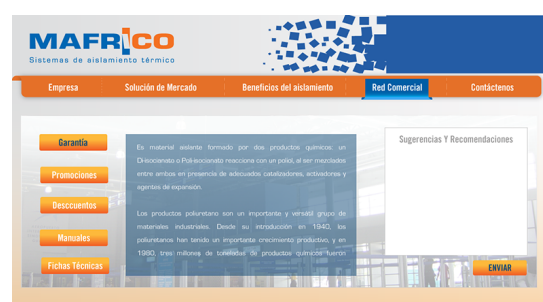 MAFRICO
Sistemas de aislamiento térmico
Empresa
Solución de Mercado
Beneficios del aislamiento
Red Comercial
Contáctenos
Garantía
Promociones
Desccuentos
Manuales
Fichas Técnicas
Es material aislante formado por dos productos químicos: un
Di-isocianato o Poli-isocianato reacciona con un poliol, al ser mezclados
entre ambos en presencia de adecuados catalizadores, activadores y
agentes de expansión.
Los productos poliuretano son un importante y versátil grupo de
materiales industriales. Desde su introducción en 1940, los
poliuretanos han tenido un importante crecimiento productivo, y en
1980, tres millones de toneladas de productos químicos fueron
Sugerencias Y Recomendaciones
ENVIAR